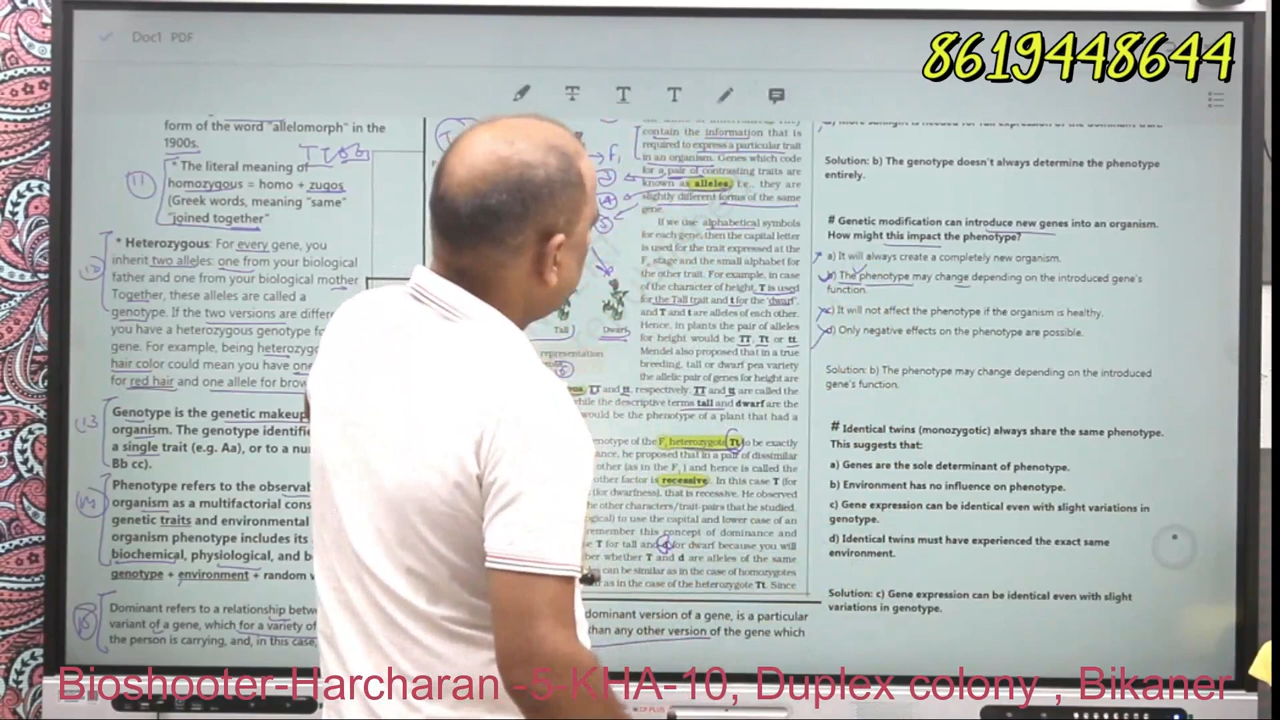 Doc1 PDF
8619448644
form of the word "allelomorph" in the
1900s.
* The literal meaning of
homozygous = homo + zugos
(Greek words, meaning "same"
"joined together"
* Heterozygous: For every gene, you
inherit two alleles: one from your biological
father and one from your biological mother
Together, these alleles are called a
genotype. If the two versions are
you have a heterozygous genotype
gene. For example, being
hair color could mean you have one
for red hair and one allele for
Genotype is the genetic makeup
organism. The genotype
a single trait (e.g. Aa), or to a
Bb cc).
Phenotype refers to the
organism as a multifactorial
genetic traits and environmental
organism phenotype includes its
biochemical, physiological, and
genotype + environment + random
Dominant refers to a relationship
variant of a gene, which for a variety of
the person is carrying, and, in this case,
contain the information that is
required to express a particular trait
in an organism. Genes which code
for a pair of contrasting traits are
known as alleles, i.e., they are
slightly different forms of the same
gene.
If we use alphabetical symbols
for each gene, then the capital letter
is used for the trait expressed at the
F1 stage and the small alphabet for
the other trait. For example, in case
of the character of height, T is used
for the Tall trait and t for the 'dwarf',
and T and t are alleles of each other.
Hence, in plants the pair of alleles
for height would be TT, Tt or tt.
Mendel also proposed that in a true
breeding, tall or dwarf pea variety
the allelic pair of genes for height are
TT and tt, respectively. TT and tt are called the
while the descriptive terms tall and dwarf are the
would be the phenotype of a plant that had a
Tall
Dwarf
representation
genotype of the F1 heterozygote Tt to be exactly
he proposed that in a pair of dissimilar
other (as in the F1) and hence is called the
other factor is recessive. In this case T (for
(for dwarfness), that is recessive. He observed
the other characters/trait-pairs that he studied.
to use the capital and lower case of an
remember this concept of dominance and
T for tall and d for dwarf because you will
whether T and d are alleles of the same
can be similar as in the case of homozygotes
as in the case of the heterozygote Tt. Since
dominant version of a gene, is a particular
than any other version of the gene which
Solution: b) The genotype doesn't always determine the phenotype
entirely.
# Genetic modification can introduce new genes into an organism.
How might this impact the phenotype?
a) It will always create a completely new organism.
b) The phenotype may change depending on the introduced gene's
function.
c) It will not affect the phenotype if the organism is healthy.
d) Only negative effects on the phenotype are possible.
Solution: b) The phenotype may change depending on the introduced
gene's function.
# Identical twins (monozygotic) always share the same phenotype.
This suggests that:
a) Genes are the sole determinant of phenotype.
b) Environment has no influence on phenotype.
c) Gene expression can be identical even with slight variations in
genotype.
d) Identical twins must have experienced the exact same
environment.
Solution: c) Gene expression can be identical even with slight
variations in genotype.
Bioshooter-Harcharan -5-KHA-10, Duplex colony , Bikaner